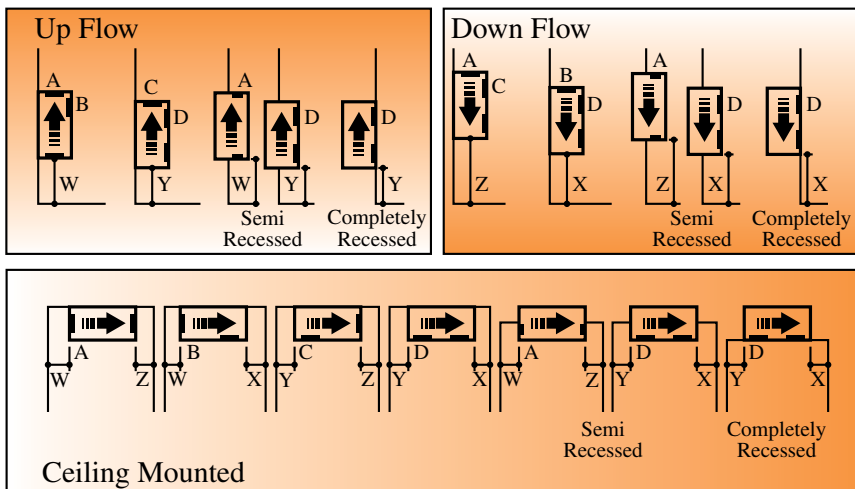 Up Flow
A
B
C
D
A
D
D
W
Y
W
Y
Y
Semi
Recessed
Completely
Recessed
Down Flow
A
C
B
D
A
D
D
Z
X
Z
X
X
Semi
Recessed
Completely
Recessed
A
B
C
D
A
D
D
W
Z
W
X
Y
Z
Y
X
W
Z
Y
X
Y
X
Semi
Recessed
Completely
Recessed
Ceiling Mounted